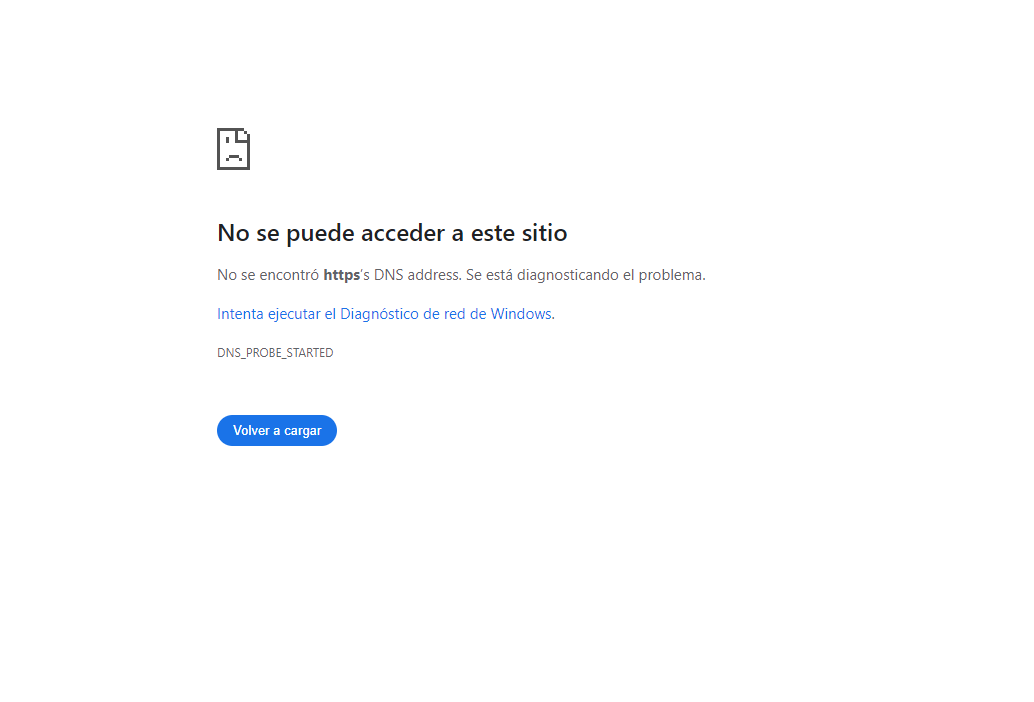 No se puede acceder a este sitio
No se encontró https's DNS address. Se está diagnosticando el problema.
Intenta ejecutar el Diagnóstico de red de Windows.
DNS_PROBE_STARTED
Volver a cargar